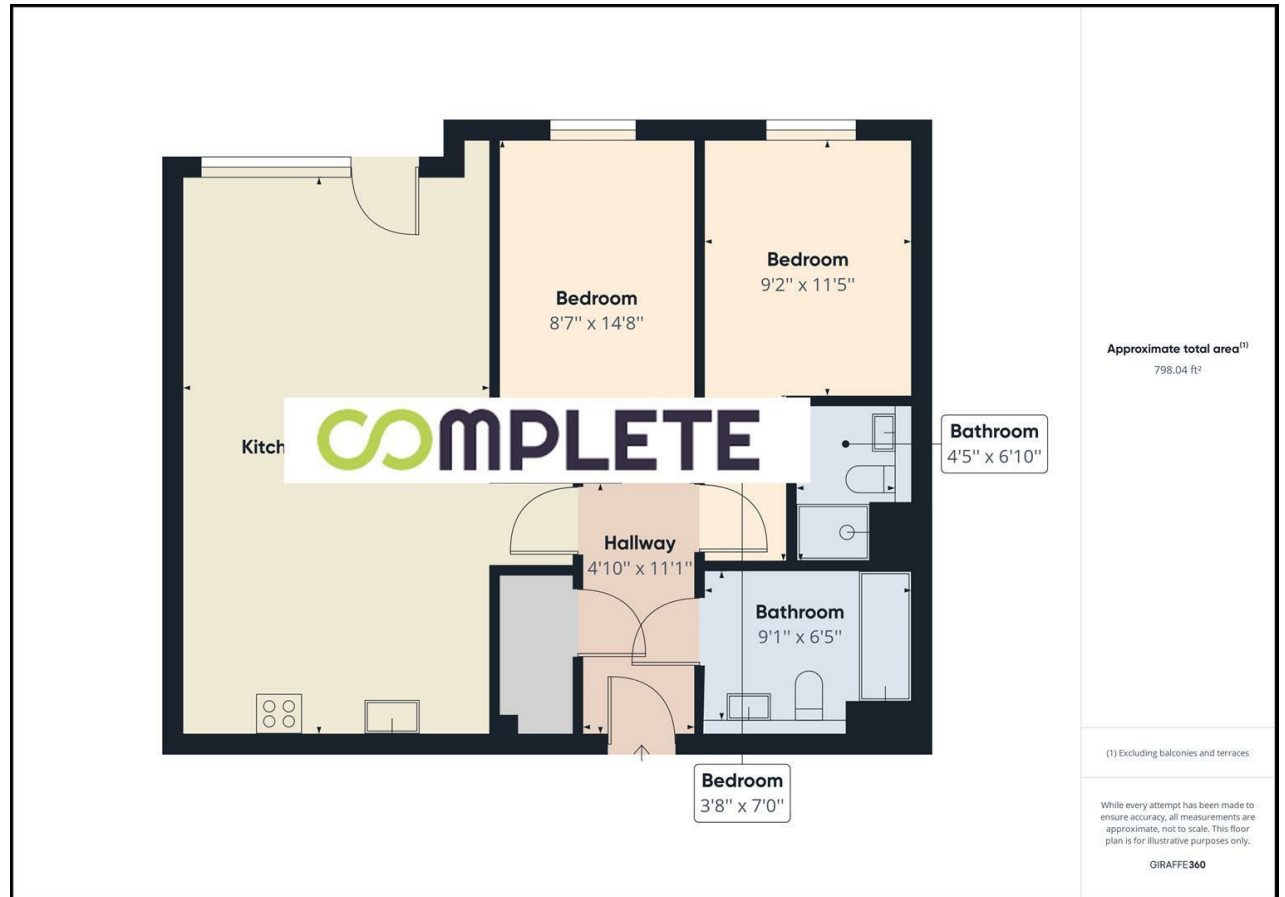 Bedroom
9'2'' x 11'5''
Bedroom
8'7'' x 14'8''
COMPLETE
Bathroom
4'5'' x 6'10''
Hallway
4'10'' x 11'1''
Bathroom
9'1'' x 6'5''
Bedroom
3'8'' x 7'0''
Approximate total area(1)
798.04 ft²
(1) Excluding balconies and terraces
While every attempt has been made to
ensure accuracy, all measurements are
approximate, not to scale. This floor
plan is for illustrative purposes only.
GIRAFFE360